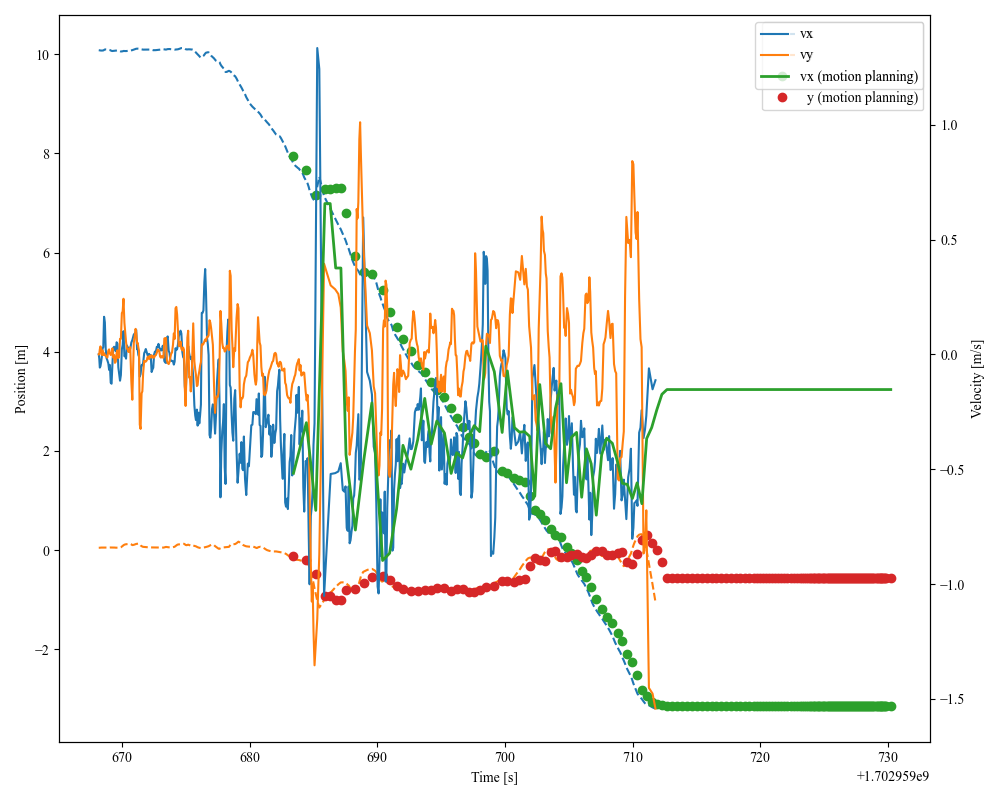 vx
vy
vx (motion planning)
y (motion planning)
10
8
6
4
2
0
−2
1.0
0.5
0.0
−0.5
−1.0
−1.5
Position [m]
Velocity [m/s]
670
680
690
700
710
720
730
Time [s]
+1.702959e9